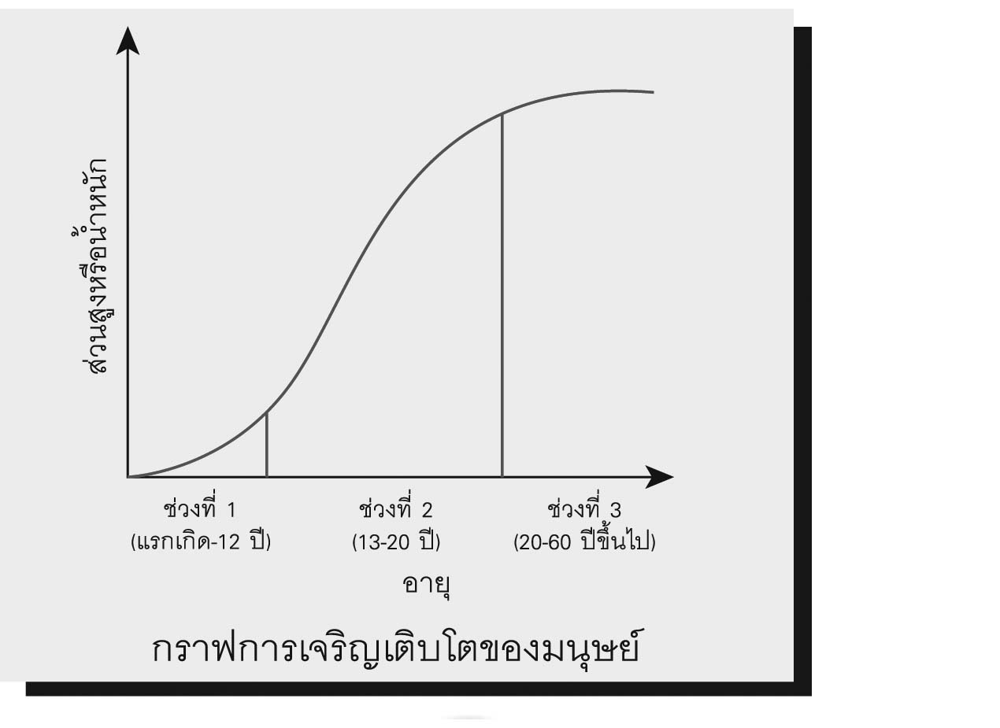 ส่วนสูงหรือน้ำหนัก
ช่วงที่ 1
(แรกเกิด-12 ปี)
ช่วงที่ 2
(13-20 ปี)
ช่วงที่ 3
(20-60 ปีขึ้นไป)
อายุ
กราฟการเจริญเติบโตของมนุษย์